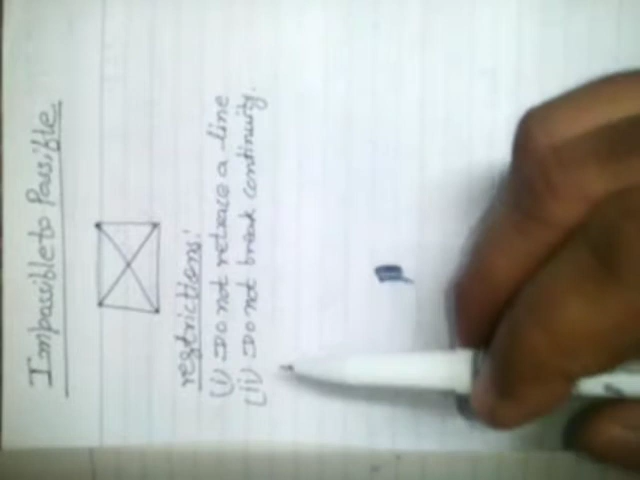 Impossible to Possible
restrictions:
(i) Do not retrace a line
(ii) Do not break continuity.